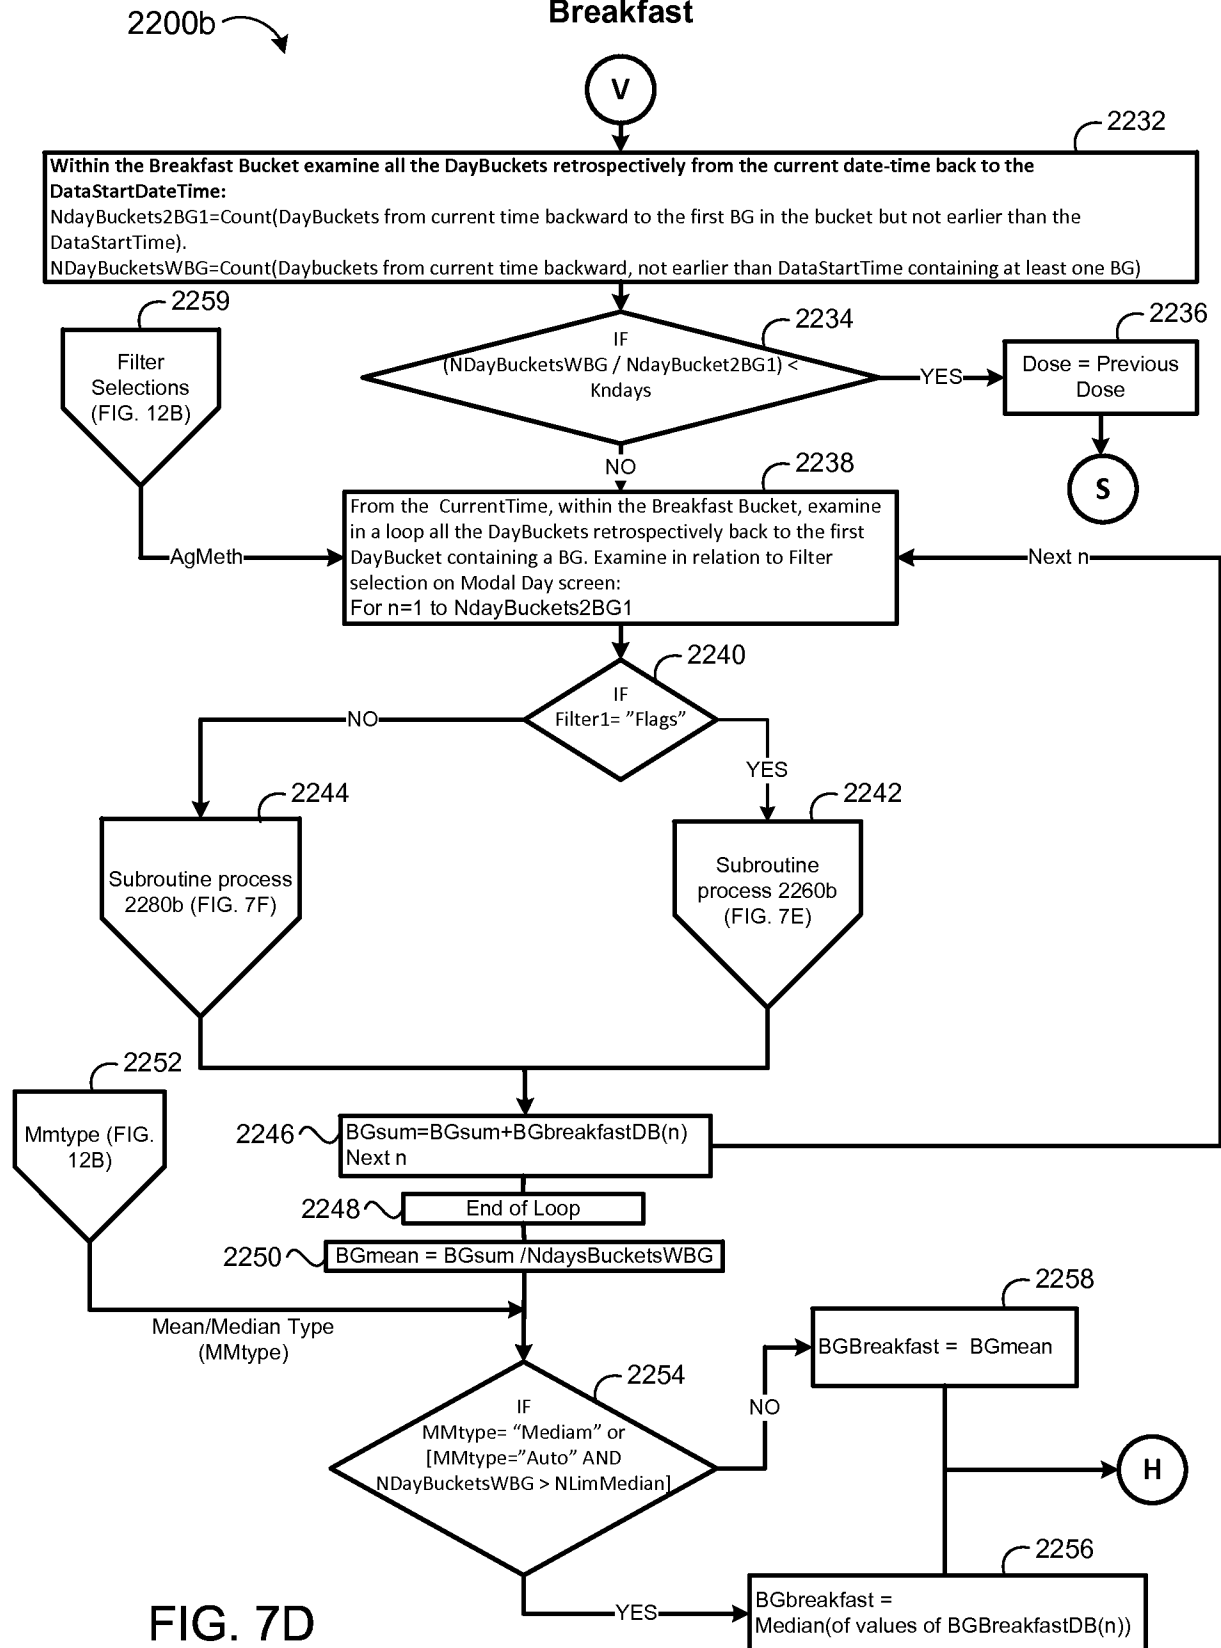 2200b
Breakfast
V
2232
Within the Breakfast Bucket examine all the DayBuckets retrospectively from the current date-time back to the
DataStartDateTime:
NdayBuckets2BG1=Count(DayBuckets from current time backward to the first BG in the bucket but not earlier than the
DataStartTime).
NDayBucketsWBG=Count(Daybuckets from current time backward, not earlier than DataStartTime containing at least one BG)
2259
Filter
Selections
(FIG. 12B)
2234
IF
(NDayBucketsWBG / NdayBucket2BG1) <
Kndays
YES
2236
Dose = Previous
Dose
S
NO
2238
From the CurrentTime, within the Breakfast Bucket, examine
in a loop all the DayBuckets retrospectively back to the first
DayBucket containing a BG. Examine in relation to Filter
selection on Modal Day screen:
For n=1 to NdayBuckets2BG1
AgMeth
Next n
2240
IF
Filter1= ”Flags”
NO
YES
2244
Subroutine process
2280b (FIG. 7F)
2242
Subroutine
process 2260b
(FIG. 7E)
2252
Mmtype (FIG.
12B)
2246
BGsum=BGsum+BGbreakfastDB(n)
Next n
2248
End of Loop
2250
BGmean = BGsum /NdaysBucketsWBG
Mean/Median Type
(MMtype)
2254
IF
MMtype= “Mediam” or
[MMtype=”Auto” AND
NDayBucketsWBG > NLimMedian]
NO
2258
BGBreakfast = BGmean
H
YES
2256
BGbreakfast =
Median(of values of BGBreakfastDB(n))
FIG. 7D